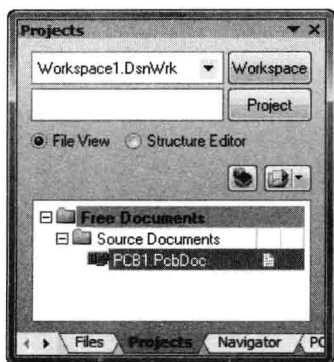 Projects
Workspace1.DsnWrk Workspace
Project
File View Structure Editor
Free Documents
Source Documents
PCB1.PcbDoc
Files Projects Navigator PC